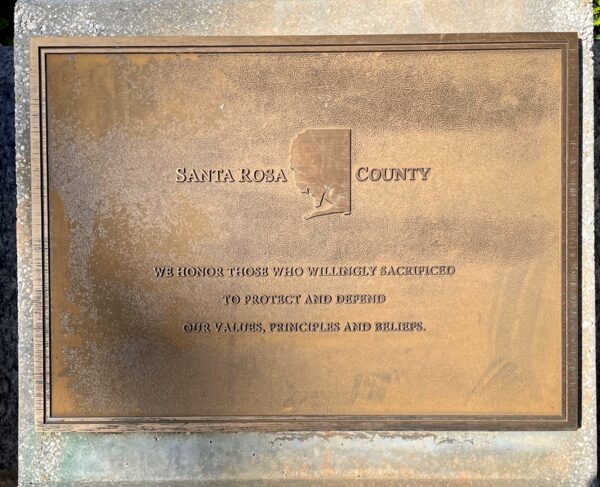 SANTA ROSA COUNTY
WE HONOR THOSE WHO WILLINGLY SACRIFICED
TO PROTECT AND DEFEND
OUR VALUES, PRINCIPLES AND BELIEFS.